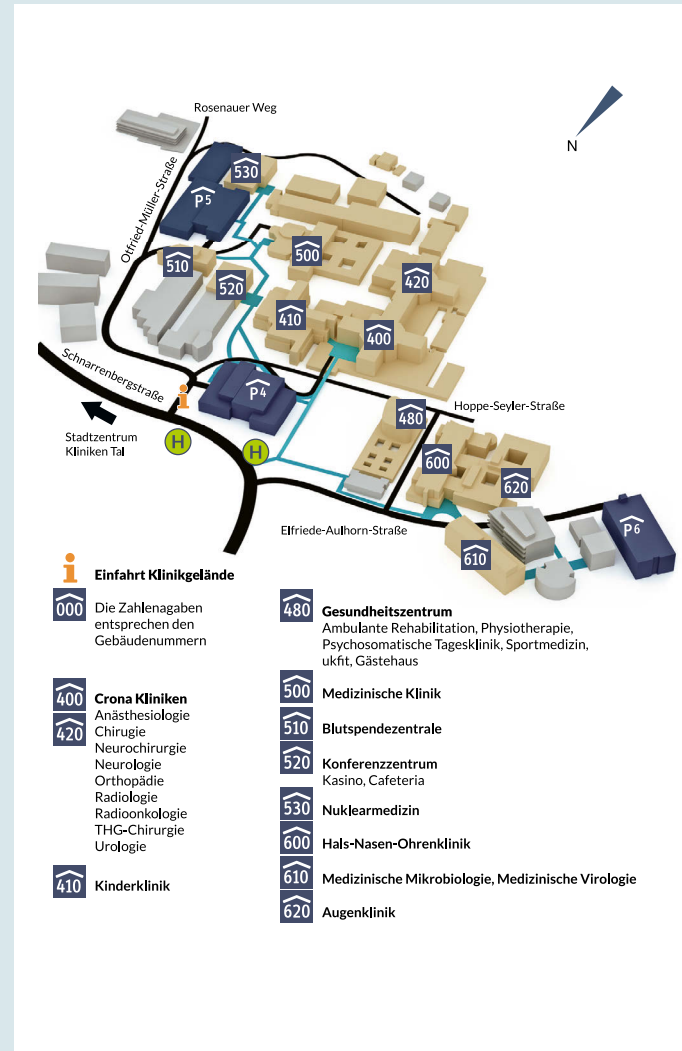 Rosenauer Weg
N
530
P5
Otfried-Müller-Straße
500
510
420
520
410
400
Schnarrenbergstraße
P4
i
480
Hoppe-Seyler-Straße
Stadtzentrum
Kliniken Tal
H
H
600
620
Elfriede-Aulhorn-Straße
P6
610
i Einfahrt Klinikgelände
000 Die Zahlenagaben
entsprechen den
Gebäudenummern
400 Crona Kliniken
420 Anästhesiologie
Chirugie
Neurochirurgie
Neurologie
Orthopädie
Radiologie
Radioonkologie
THG-Chirurgie
Urologie
410 Kinderklinik
480 Gesundheitszentrum
Ambulante Rehabilitation, Physiotherapie,
Psychosomatische Tagesklinik, Sportmedizin,
ukfit, Gästehaus
500 Medizinische Klinik
510 Blutspendezentrale
520 Konferenzzentrum
Kasino, Cafeteria
530 Nuklearmedizin
600 Hals-Nasen-Ohrenklinik
610 Medizinische Mikrobiologie, Medizinische Virologie
620 Augenklinik